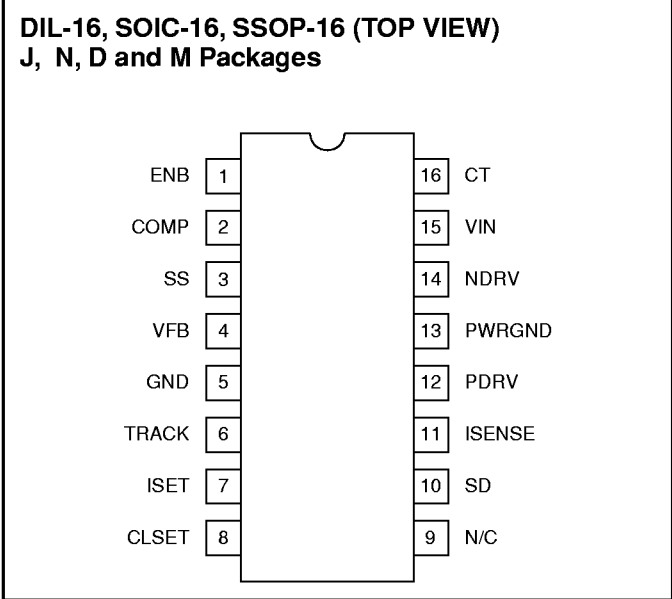 DIL-16, SOIC-16, SSOP-16 (TOP VIEW)
J, N, D and M Packages
ENB 1 16 CT
COMP 2 15 VIN
SS 3 14 NDRV
VFB 4 13 PWRGND
GND 5 12 PDRV
TRACK 6 11 ISENSE
ISET 7 10 SD
CLSET 8 9 N/C